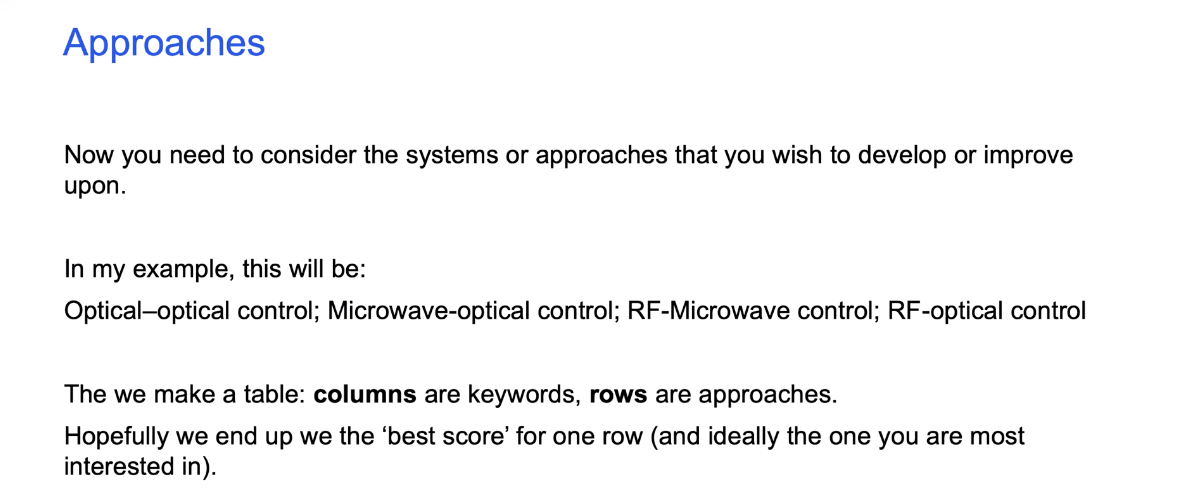 Approaches
Now you need to consider the systems or approaches that you wish to develop or improve
upon.
In my example, this will be:
Optical–optical control; Microwave-optical control; RF-Microwave control; RF-optical control
The we make a table: columns are keywords, rows are approaches.
Hopefully we end up we the ‘best score’ for one row (and ideally the one you are most
interested in).